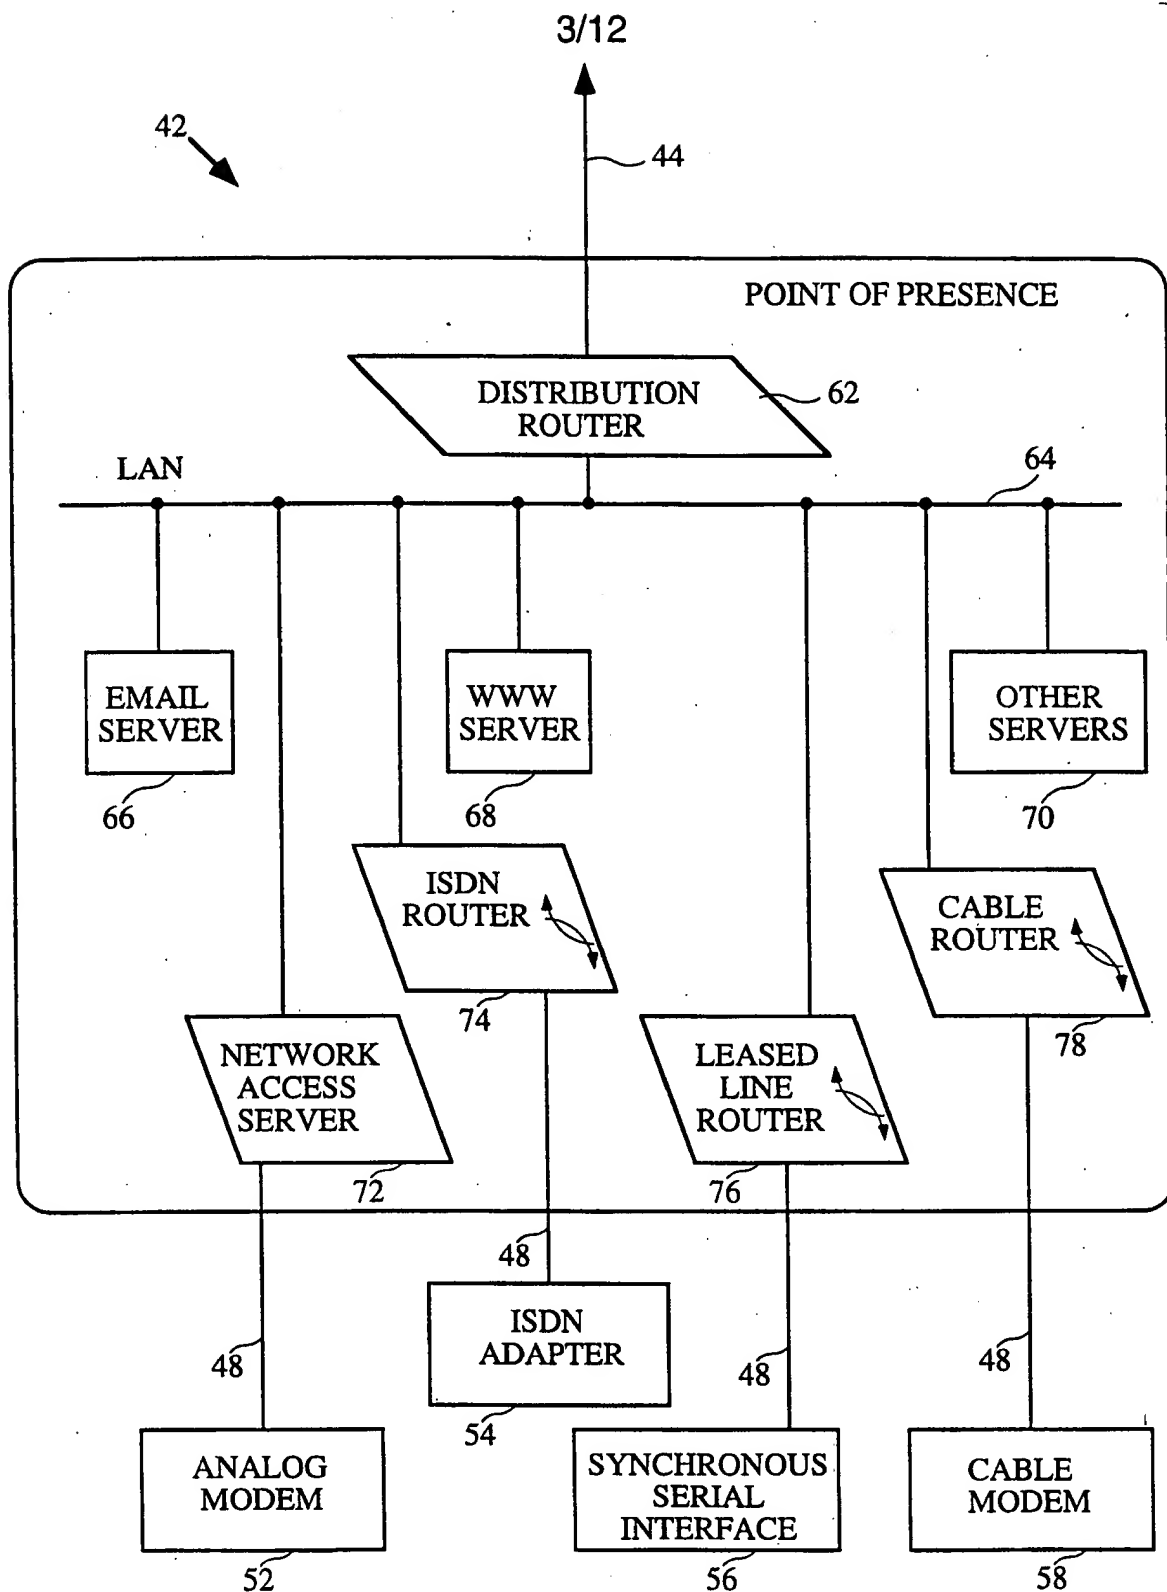 3/12
42
44
POINT OF PRESENCE
DISTRIBUTION
ROUTER
62
LAN
64
EMAIL
SERVER
66
WWW
SERVER
68
OTHER
SERVERS
70
ISDN
ROUTER
74
CABLE
ROUTER
78
NETWORK
ACCESS
SERVER
72
LEASED
LINE
ROUTER
76
48
ISDN
ADAPTER
54
48
48
48
ANALOG
MODEM
52
SYNCHRONOUS
SERIAL
INTERFACE
56
CABLE
MODEM
58